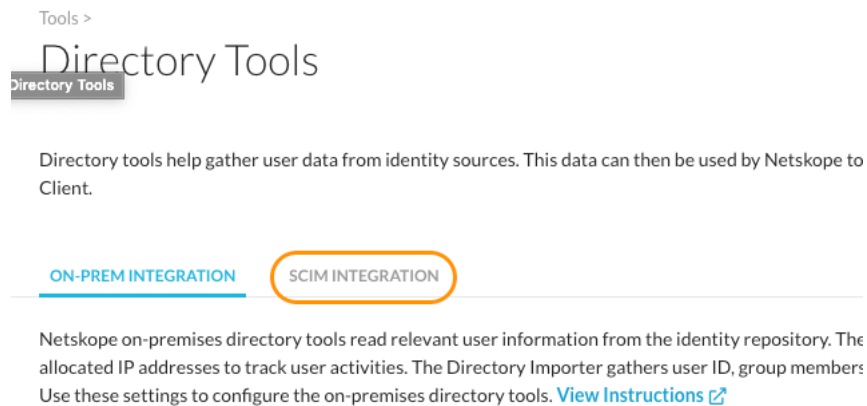 Tools >
Directory Tools
Directory Tools
Directory tools help gather user data from identity sources. This data can then be used by Netskope to
Client.
ON-PREM INTEGRATION SCIM INTEGRATION
Netskope on-premises directory tools read relevant user information from the identity repository. The
allocated IP addresses to track user activities. The Directory Importer gathers user ID, group members
Use these settings to configure the on-premises directory tools. View Instructions